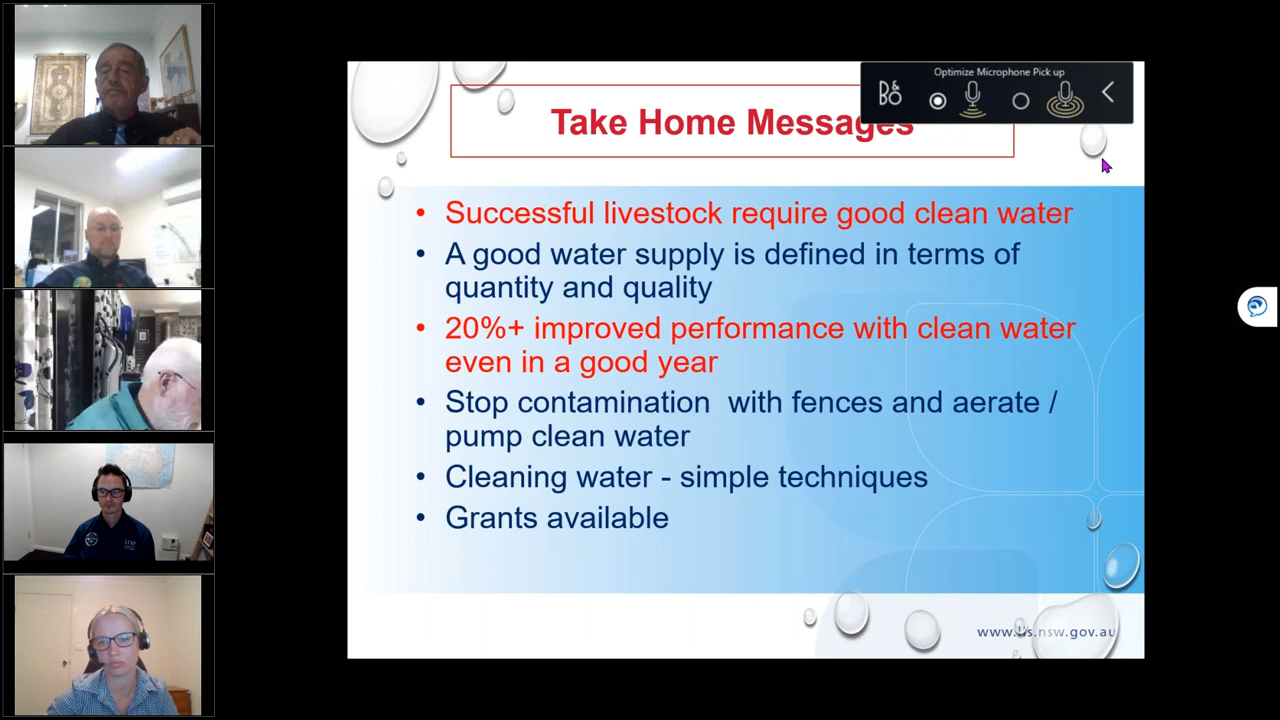 Optimize Microphone Pick up
B&O
Take Home Messages
• Successful livestock require good clean water
• A good water supply is defined in terms of
quantity and quality
• 20%+ improved performance with clean water
even in a good year
• Stop contamination with fences and aerate /
pump clean water
• Cleaning water - simple techniques
• Grants available
www.lls.nsw.gov.au